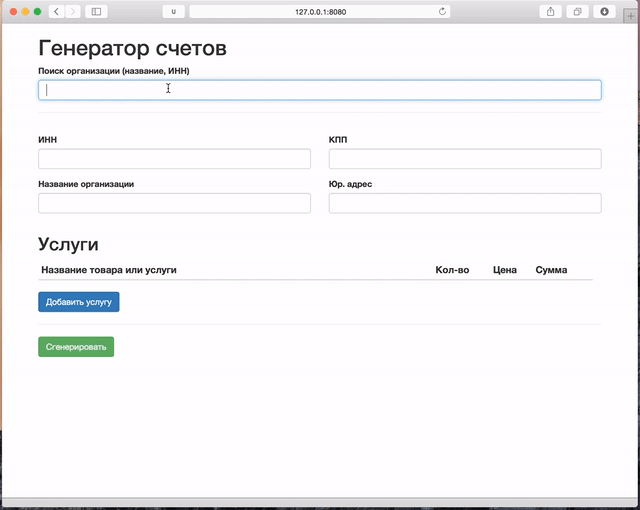 u
127.0.0.1:8080
Генератор счетов
Поиск организации (название, ИНН)
ИНН
КПП
Название организации
Юр. адрес
Услуги
Название товара или услуги Кол-во Цена Сумма
Добавить услугу
Сгенерировать